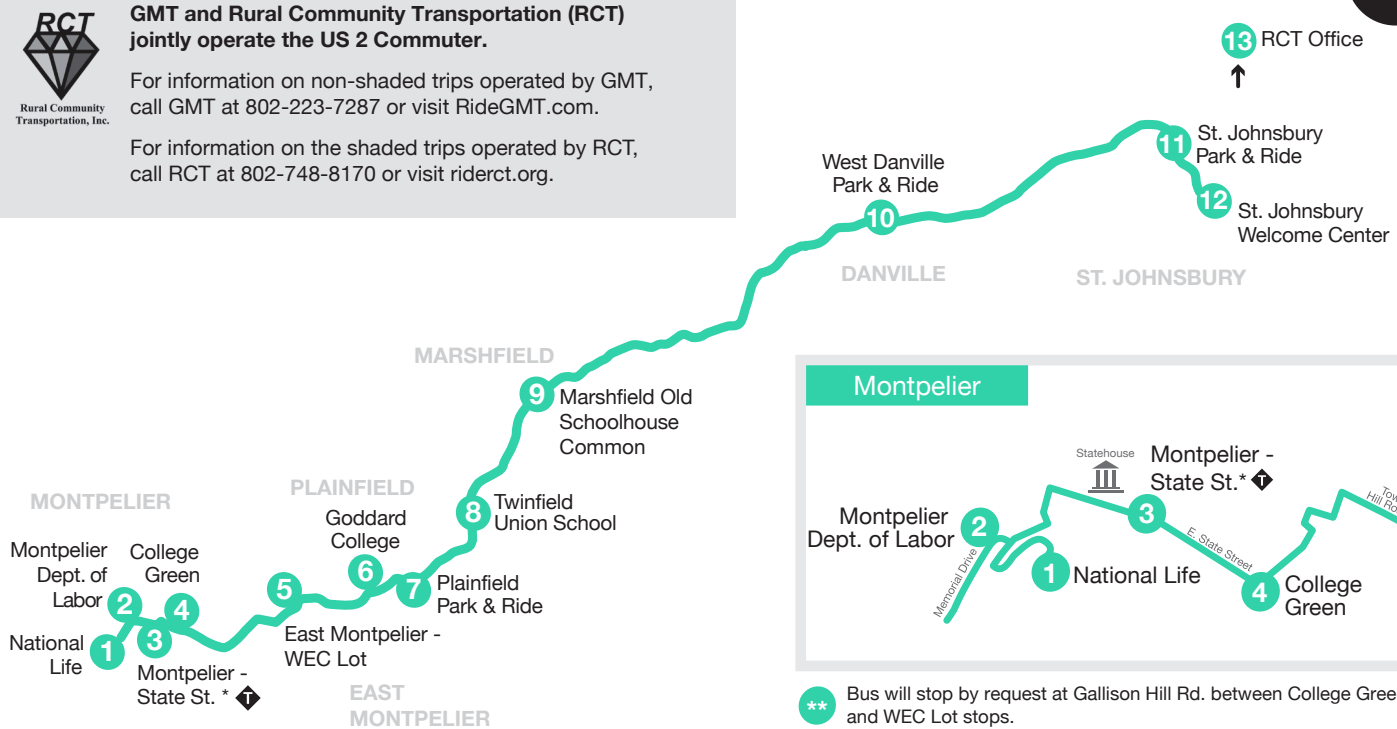 RCT
Rural Community
Transportation, Inc.
GMT and Rural Community Transportation (RCT)
jointly operate the US 2 Commuter.
For information on non-shaded trips operated by GMT,
call GMT at 802-223-7287 or visit RideGMT.com.
For information on the shaded trips operated by RCT,
call RCT at 802-748-8170 or visit riderct.org.
13 RCT Office
11 St. Johnsbury
Park & Ride
12 St. Johnsbury
Welcome Center
West Danville
Park & Ride
10
DANVILLE
ST. JOHNSBURY
MARSHFIELD
9 Marshfield Old
Schoolhouse
Common
PLAINFIELD
8 Twinfield
Union School
Goddard
College
6
7 Plainfield
Park & Ride
5
East Montpelier -
WEC Lot
EAST
MONTPELIER
MONTPELIER
Montpelier
Dept. of
Labor
2
College
Green
4
National
Life
1
3
Montpelier -
State St. * T
Montpelier
Statehouse
Montpelier -
State St.* T
3
Montpelier
Dept. of Labor
2
Memorial Drive
1 National Life
E. State Street
4 College
Green
Hill
** Bus will stop by request at Gallison Hill Rd. between College
and WEC Lot stops.